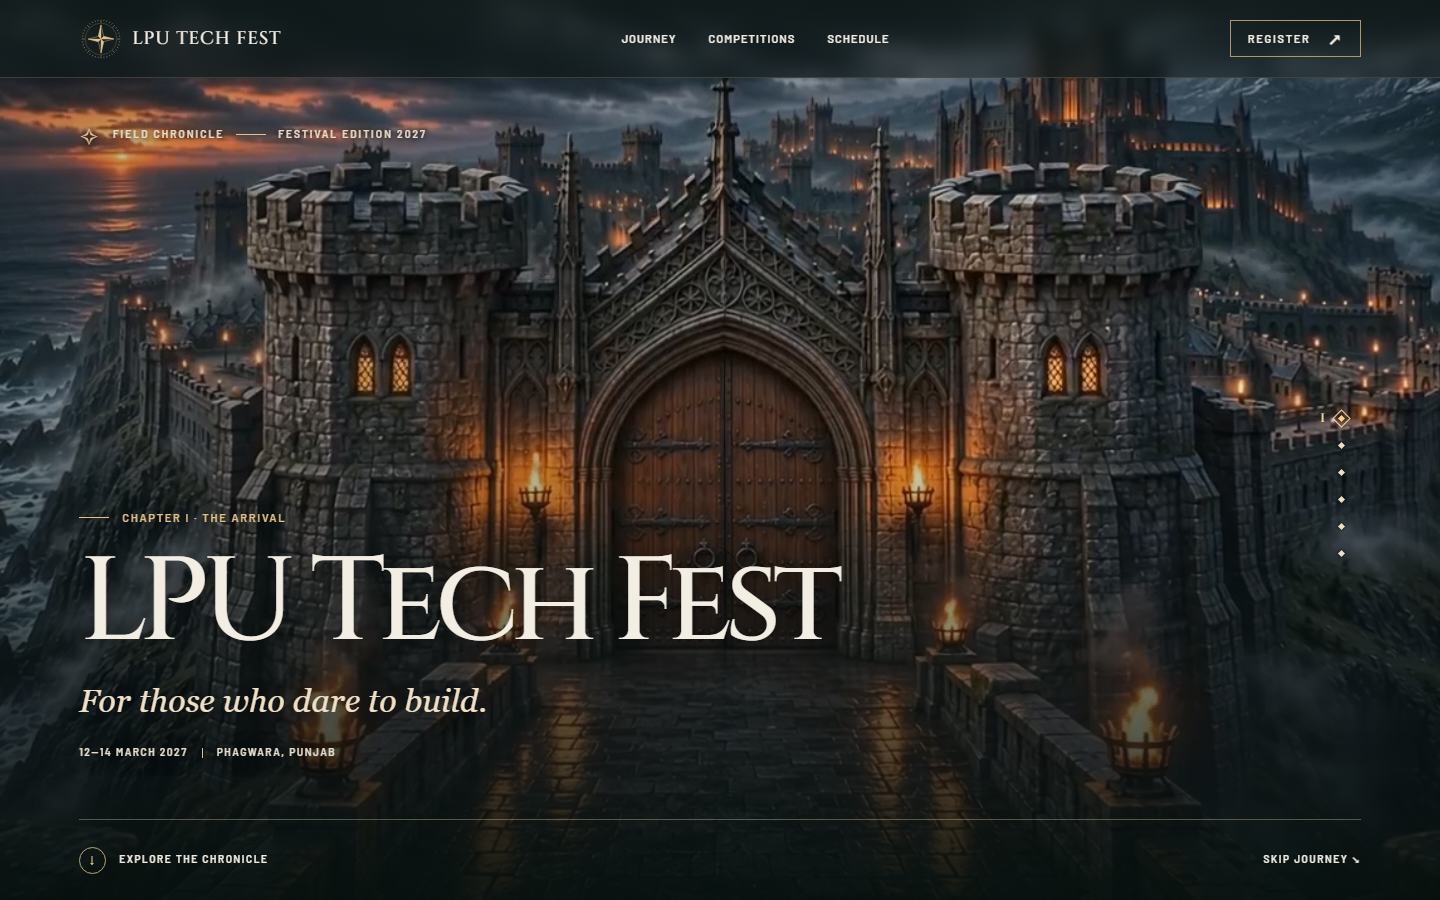 LPU TECH FEST
JOURNEY COMPETITIONS SCHEDULE
REGISTER ↗
FIELD CHRONICLE FESTIVAL EDITION 2027
I
CHAPTER I · THE ARRIVAL
LPU TECH FEST
For those who dare to build.
12–14 MARCH 2027 | PHAGWARA, PUNJAB
↓ EXPLORE THE CHRONICLE
SKIP JOURNEY ↘